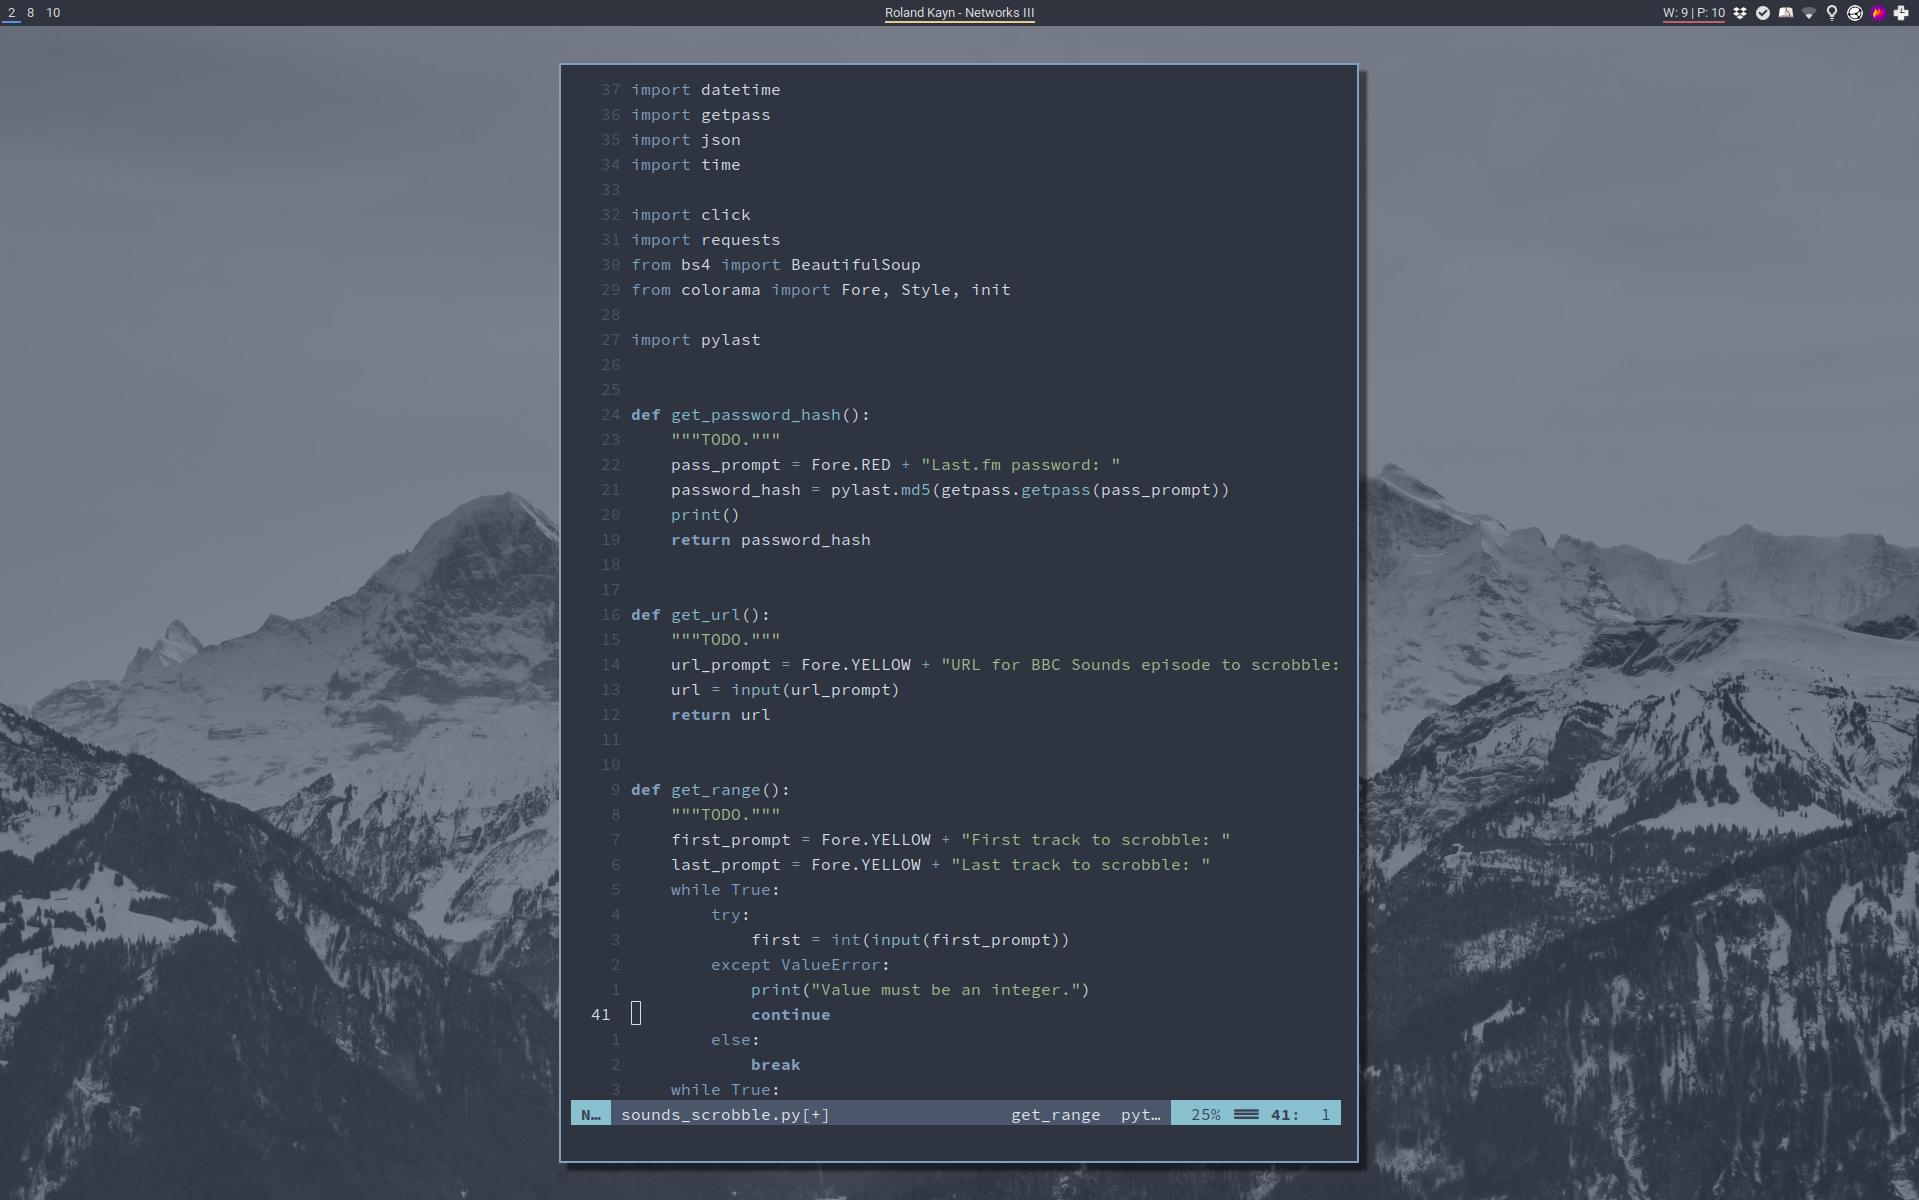 2 8 10
Roland Kayn - Networks III
W: 9 | P: 10
37 import datetime
36 import getpass
35 import json
34 import time
33
32 import click
31 import requests
30 from bs4 import BeautifulSoup
29 from colorama import Fore, Style, init
28
27 import pylast
26
25
24 def get_password_hash():
23     """TODO."""
22     pass_prompt = Fore.RED + "Last.fm password: "
21     password_hash = pylast.md5(getpass.getpass(pass_prompt))
20     print()
19     return password_hash
18
17
16 def get_url():
15     """TODO."""
14     url_prompt = Fore.YELLOW + "URL for BBC Sounds episode to scrobble:
13     url = input(url_prompt)
12     return url
11
10
9 def get_range():
8     """TODO."""
7     first_prompt = Fore.YELLOW + "First track to scrobble: "
6     last_prompt = Fore.YELLOW + "Last track to scrobble: "
5     while True:
4         try:
3             first = int(input(first_prompt))
2         except ValueError:
1             print("Value must be an integer.")
41             continue
1         else:
2             break
3     while True:
N… sounds_scrobble.py[+] get_range pyt… 25% 41: 1